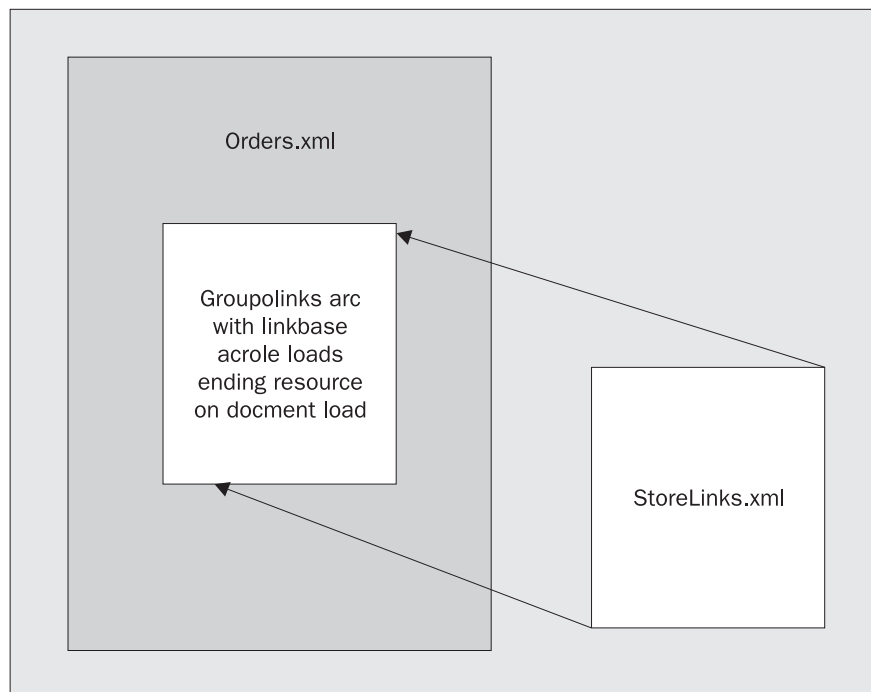 Orders.xml
Groupolinks arc
with linkbase
acrole loads
ending resource
on docment load
StoreLinks.xml